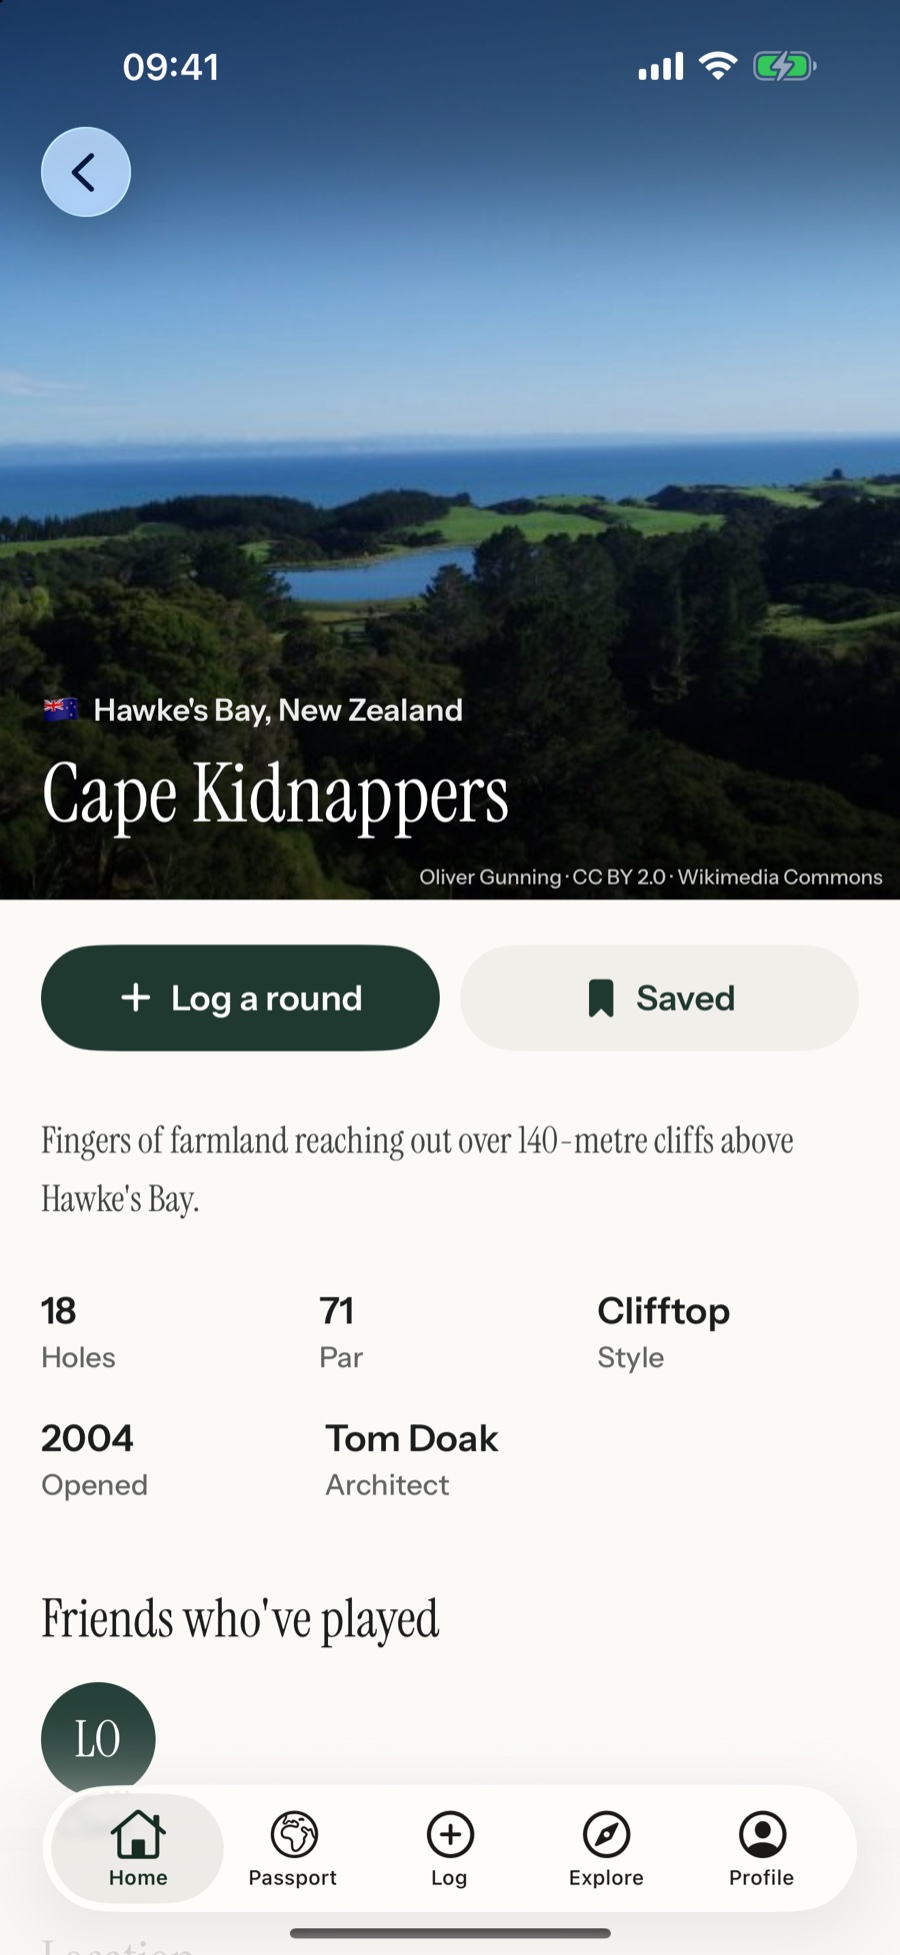 09:41
Hawke's Bay, New Zealand
Cape Kidnappers
Oliver Gunning · CC BY 2.0 · Wikimedia Commons
+ Log a round
Saved
Fingers of farmland reaching out over 140-metre cliffs above
Hawke's Bay.
18
Holes
71
Par
Clifftop
Style
2004
Opened
Tom Doak
Architect
Friends who've played
LO
Home
Passport
Log
Explore
Profile
Location